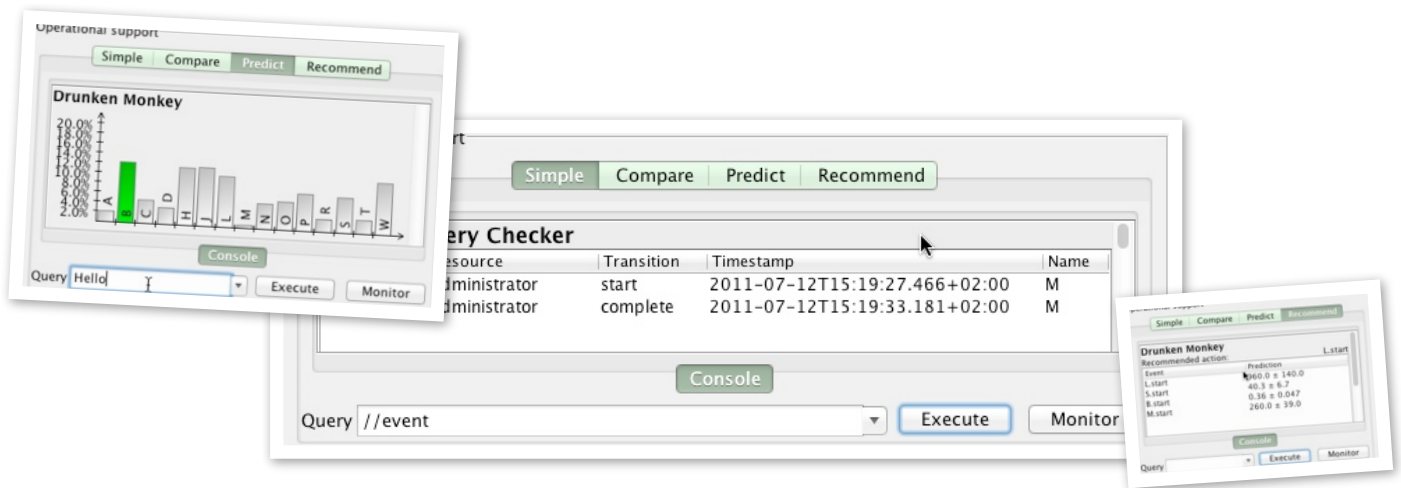 Operational support
Simple Compare Predict Recommend
Drunken Monkey
20.0%
18.0%
16.0%
14.0%
12.0%
10.0%
8.0%
6.0%
4.0%
2.0%
A B C D H J L M N O P R S T W
Console
Query Hello Execute Monitor
rt
Simple Compare Predict Recommend
ery Checker
esource Transition Timestamp Name
dministrator start 2011-07-12T15:19:27.466+02:00 M
dministrator complete 2011-07-12T15:19:33.181+02:00 M
Console
Query //event Execute Monitor
Simple Compare Predict Recommend
Drunken Monkey
Recommended action: L.start
Event Prediction
L.start 960.0 ± 140.0
S.start 40.3 ± 6.7
B.start 0.36 ± 0.047
M.start 260.0 ± 39.0
Console
Query Execute Monitor